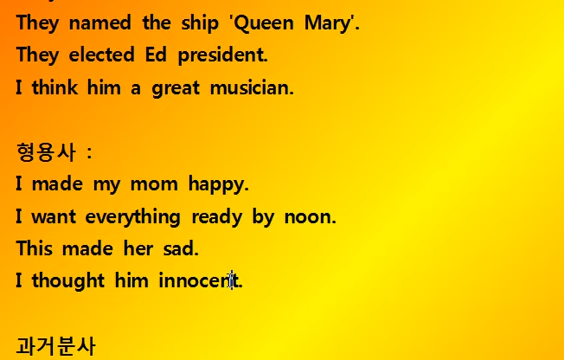 They named the ship 'Queen Mary'.
They elected Ed president.
I think him a great musician.
형용사 :
I made my mom happy.
I want everything ready by noon.
This made her sad.
I thought him innocent.
과거분사